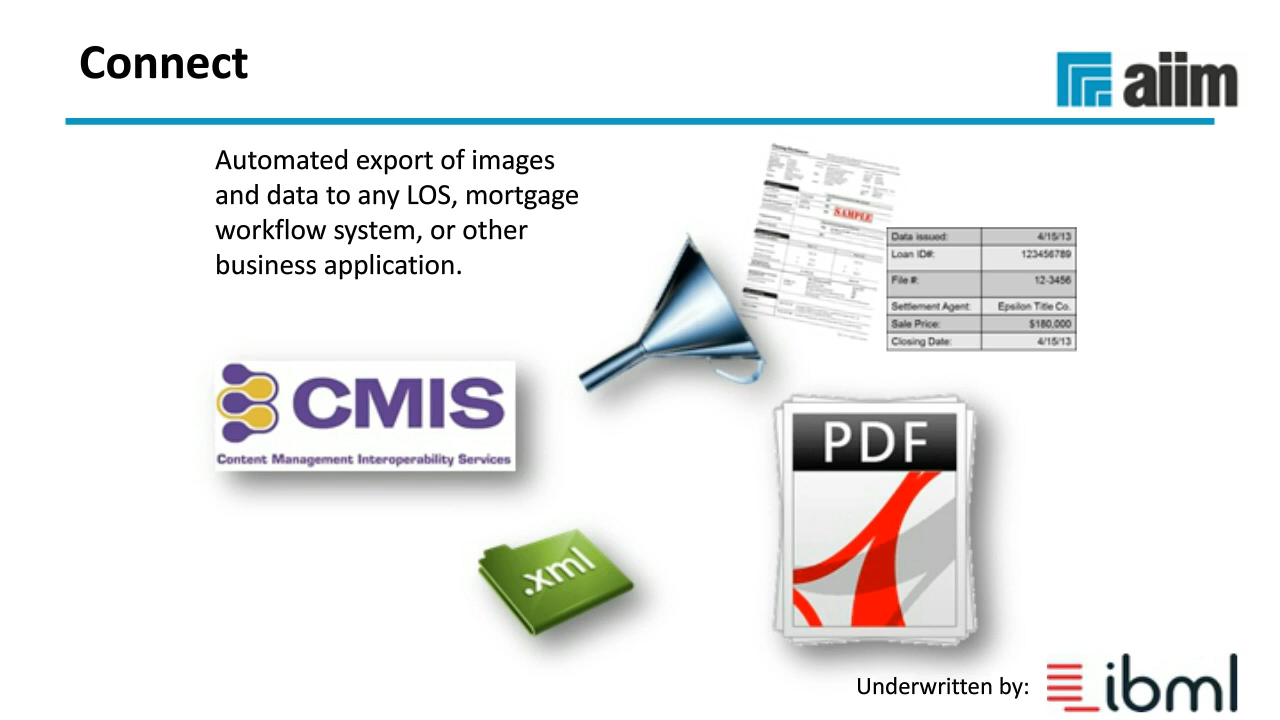 Connect
aiim
Automated export of images
and data to any LOS, mortgage
workflow system, or other
business application.
SAMPLE
Data issued: 4/15/13
Loan ID#: 123456789
File #: 12-3456
Settlement Agent: Epsilon Title Co.
Sale Price: $180,000
Closing Date: 4/15/13
CMIS
Content Management Interoperability Services
PDF
.xml
Underwritten by:
ibml